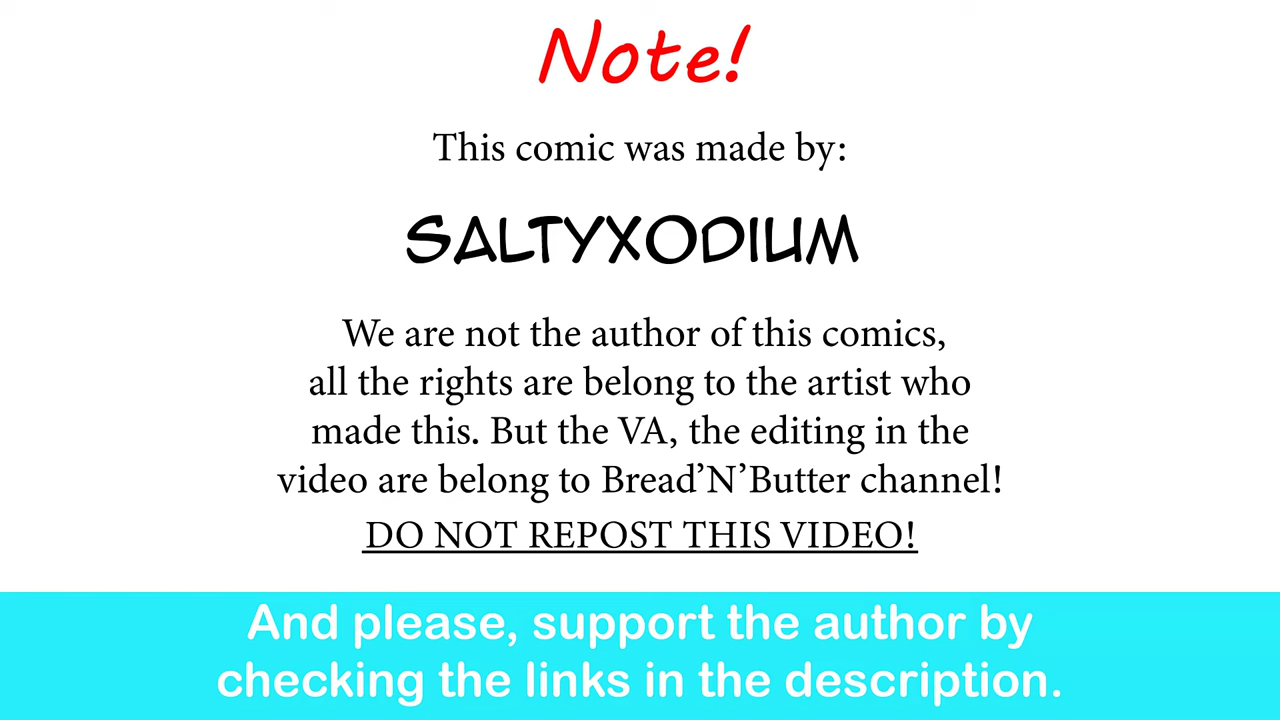 Note!
This comic was made by:
SALTYXODIUM
We are not the author of this comics,
all the rights are belong to the artist who
made this. But the VA, the editing in the
video are belong to Bread’N’Butter channel!
DO NOT REPOST THIS VIDEO!
And please, support the author by
checking the links in the description.